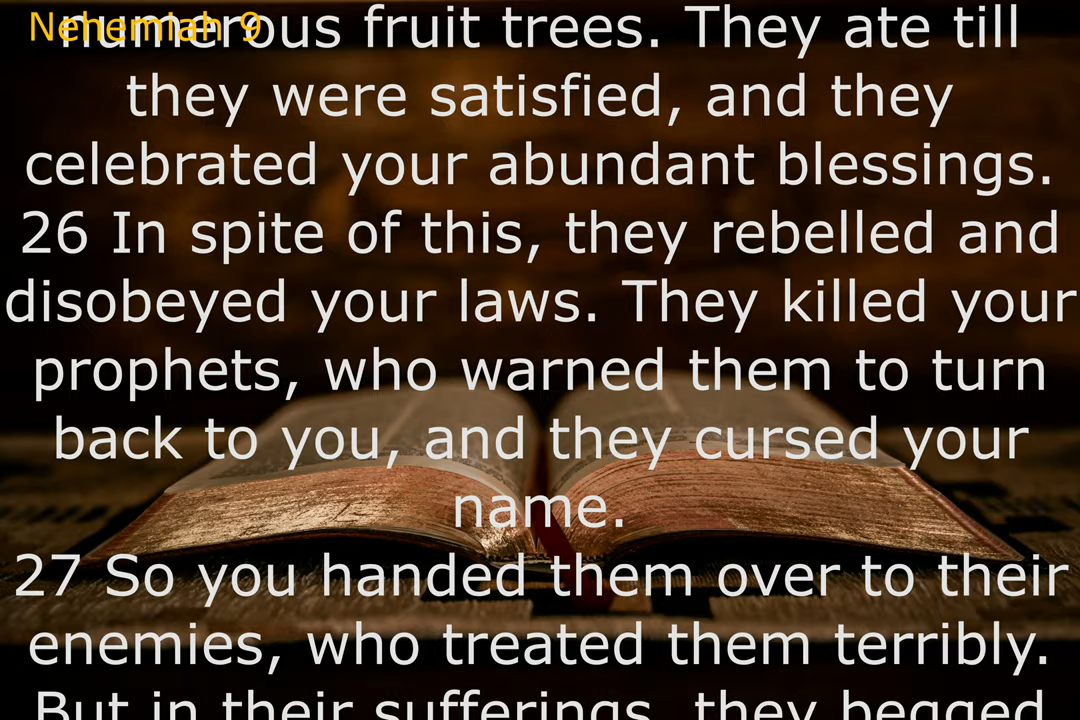 Nehemiah 9
numerous fruit trees. They ate till
they were satisfied, and they
celebrated your abundant blessings.
26 In spite of this, they rebelled and
disobeyed your laws. They killed your
prophets, who warned them to turn
back to you, and they cursed your
name.
27 So you handed them over to their
enemies, who treated them terribly.
But in their sufferings, they begged